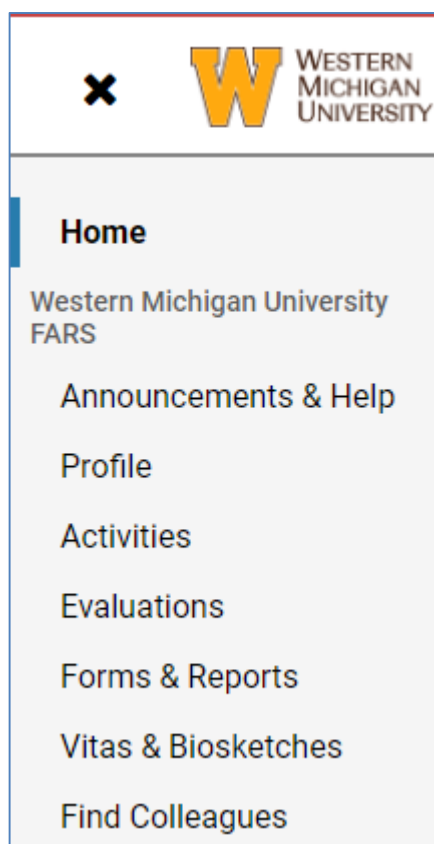 WESTERN
MICHIGAN
UNIVERSITY
Home
Western Michigan University
FARS
Announcements & Help
Profile
Activities
Evaluations
Forms & Reports
Vitas & Biosketches
Find Colleagues